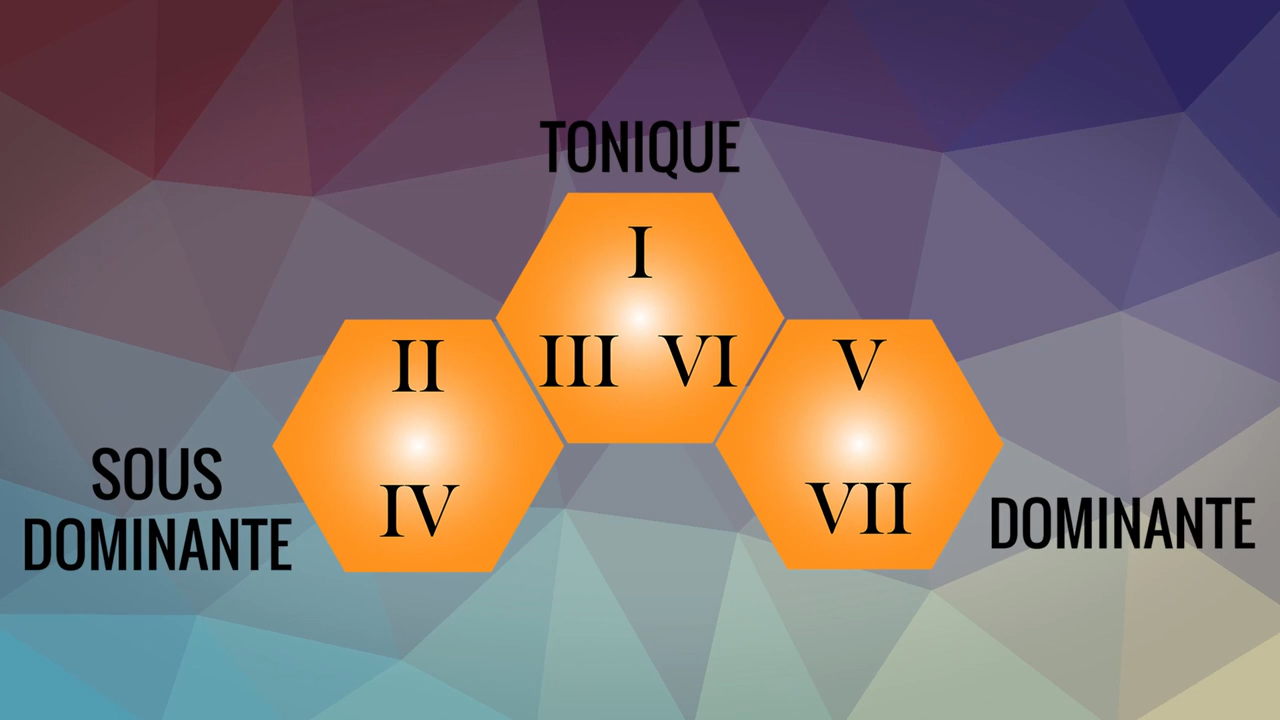 TONIQUE
I
III VI
II
IV
V
VII
SOUS
DOMINANTE
DOMINANTE